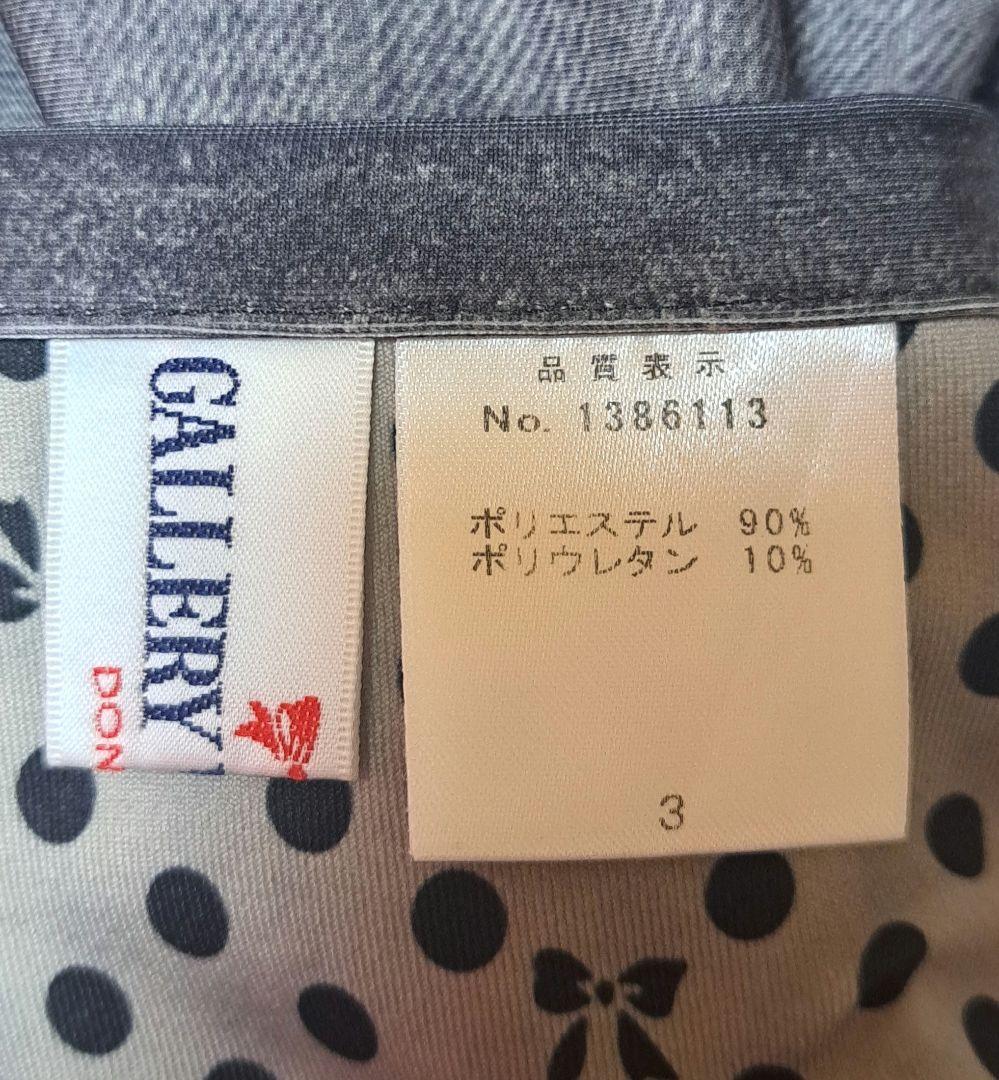 GALLERY
DON
品質表示
No. 1386113
ポリエステル 90%
ポリウレタン 10%
3